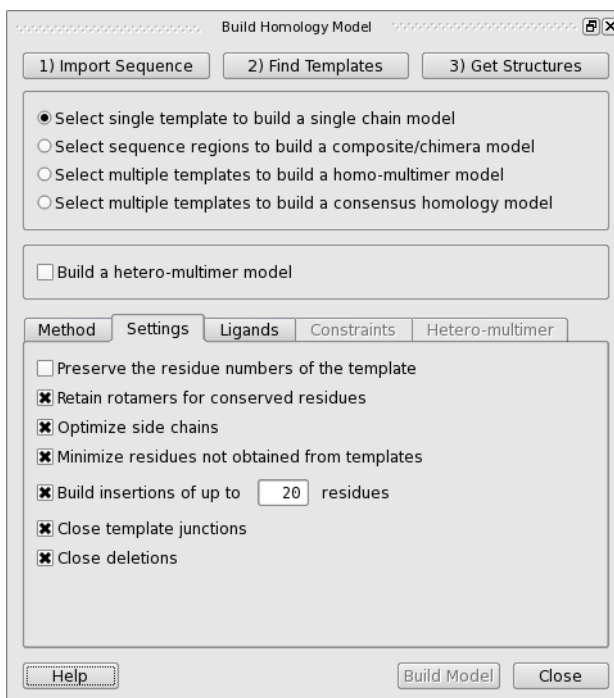 Build Homology Model
1) Import Sequence 2) Find Templates 3) Get Structures
Select single template to build a single chain model
Select sequence regions to build a composite/chimera model
Select multiple templates to build a homo-multimer model
Select multiple templates to build a consensus homology model
Build a hetero-multimer model
Method Settings Ligands Constraints Hetero-multimer
Preserve the residue numbers of the template
Retain rotamers for conserved residues
Optimize side chains
Minimize residues not obtained from templates
Build insertions of up to 20 residues
Close template junctions
Close deletions
Help Build Model Close